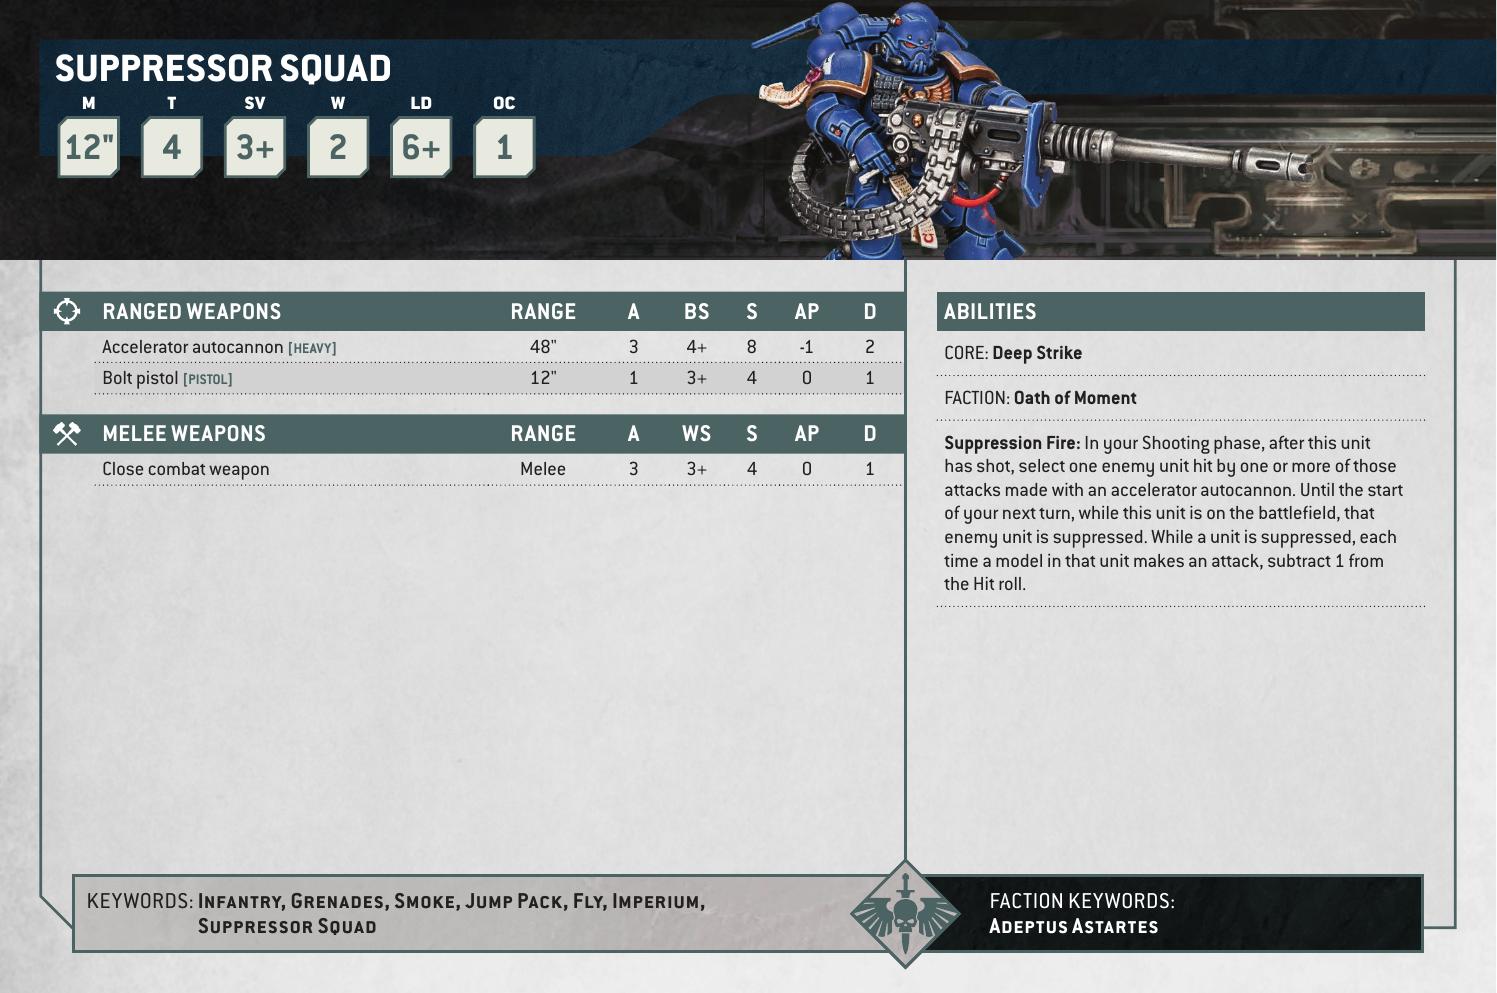 SUPPRESSOR SQUAD
M T SV W LD OC
12" 4 3+ 2 6+ 1
RANGED WEAPONS RANGE A BS S AP D
Accelerator autocannon [HEAVY] 48" 3 4+ 8 -1 2
Bolt pistol [PISTOL] 12" 1 3+ 4 0 1
MELEE WEAPONS RANGE A WS S AP D
Close combat weapon Melee 3 3+ 4 0 1
ABILITIES
CORE: Deep Strike
FACTION: Oath of Moment
Suppression Fire: In your Shooting phase, after this unit
has shot, select one enemy unit hit by one or more of those
attacks made with an accelerator autocannon. Until the start
of your next turn, while this unit is on the battlefield, that
enemy unit is suppressed. While a unit is suppressed, each
time a model in that unit makes an attack, subtract 1 from
the Hit roll.
KEYWORDS: INFANTRY, GRENADES, SMOKE, JUMP PACK, FLY, IMPERIUM,
SUPPRESSOR SQUAD
FACTION KEYWORDS:
ADEPTUS ASTARTES